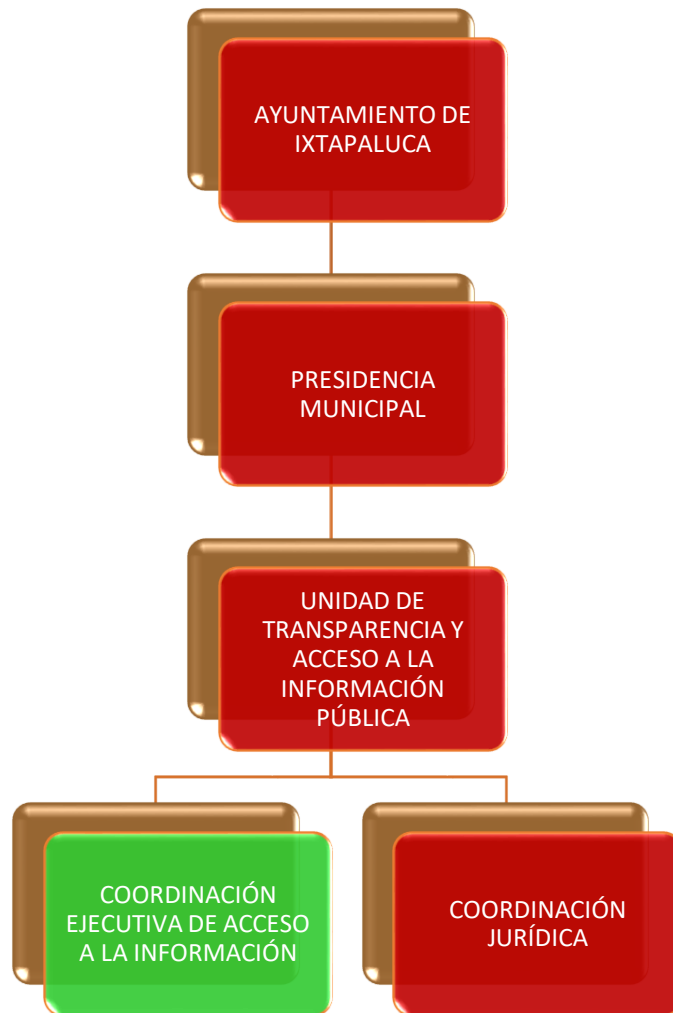 AYUNTAMIENTO DE
IXTAPALUCA
PRESIDENCIA
MUNICIPAL
UNIDAD DE
TRANSPARENCIA Y
ACCESO A LA
INFORMACIÓN
PÚBLICA
COORDINACIÓN
EJECUTIVA DE ACCESO
A LA INFORMACIÓN
COORDINACIÓN
JURÍDICA